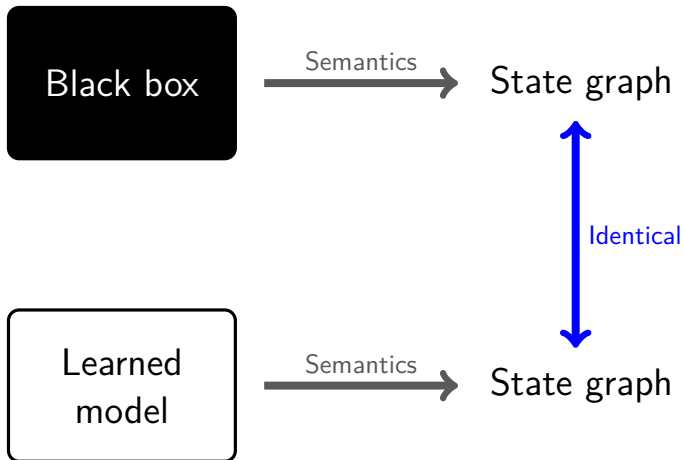 Black box
Semantics
State graph
Identical
Learned
model
Semantics
State graph